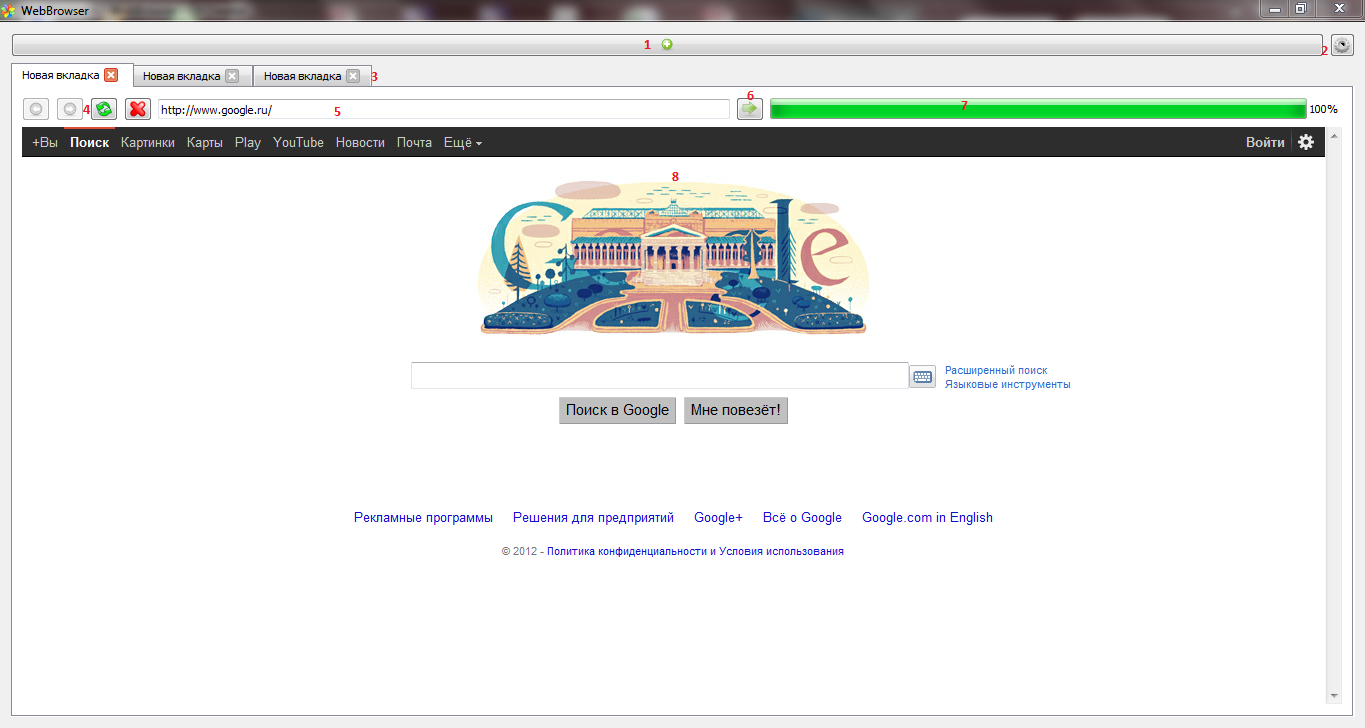 WebBrowser
1
2
Новая вкладка Новая вкладка Новая вкладка 3
4 http://www.google.ru/ 5 6 7 100%
+Вы Поиск Картинки Карты Play YouTube Новости Почта Ещё Войти
8
G o o g l e
Расширенный поиск
Языковые инструменты
Поиск в Google Мне повезёт!
Рекламные программы Решения для предприятий Google+ Всё о Google Google.com in English
© 2012 - Политика конфиденциальности и Условия использования